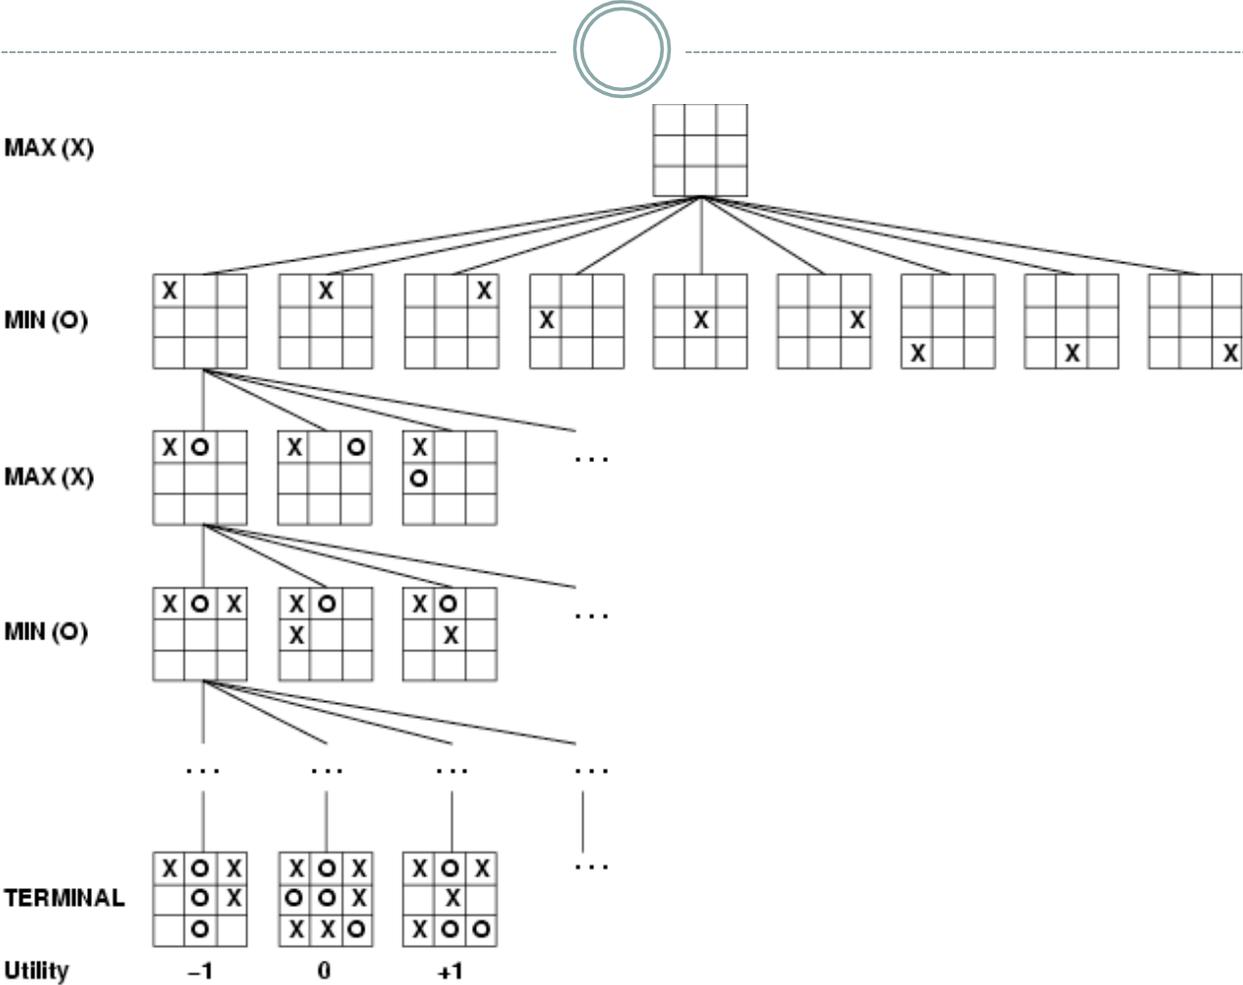 MAX (X)
MIN (O)
X X X X X X X X X
MAX (X)
X O X O X
O
...
MIN (O)
X O X X O X O
X X
...
... ... ... ...
TERMINAL
X O X X O X X O X
O X O O X X
O X X O X O O
...
Utility
–1 0 +1